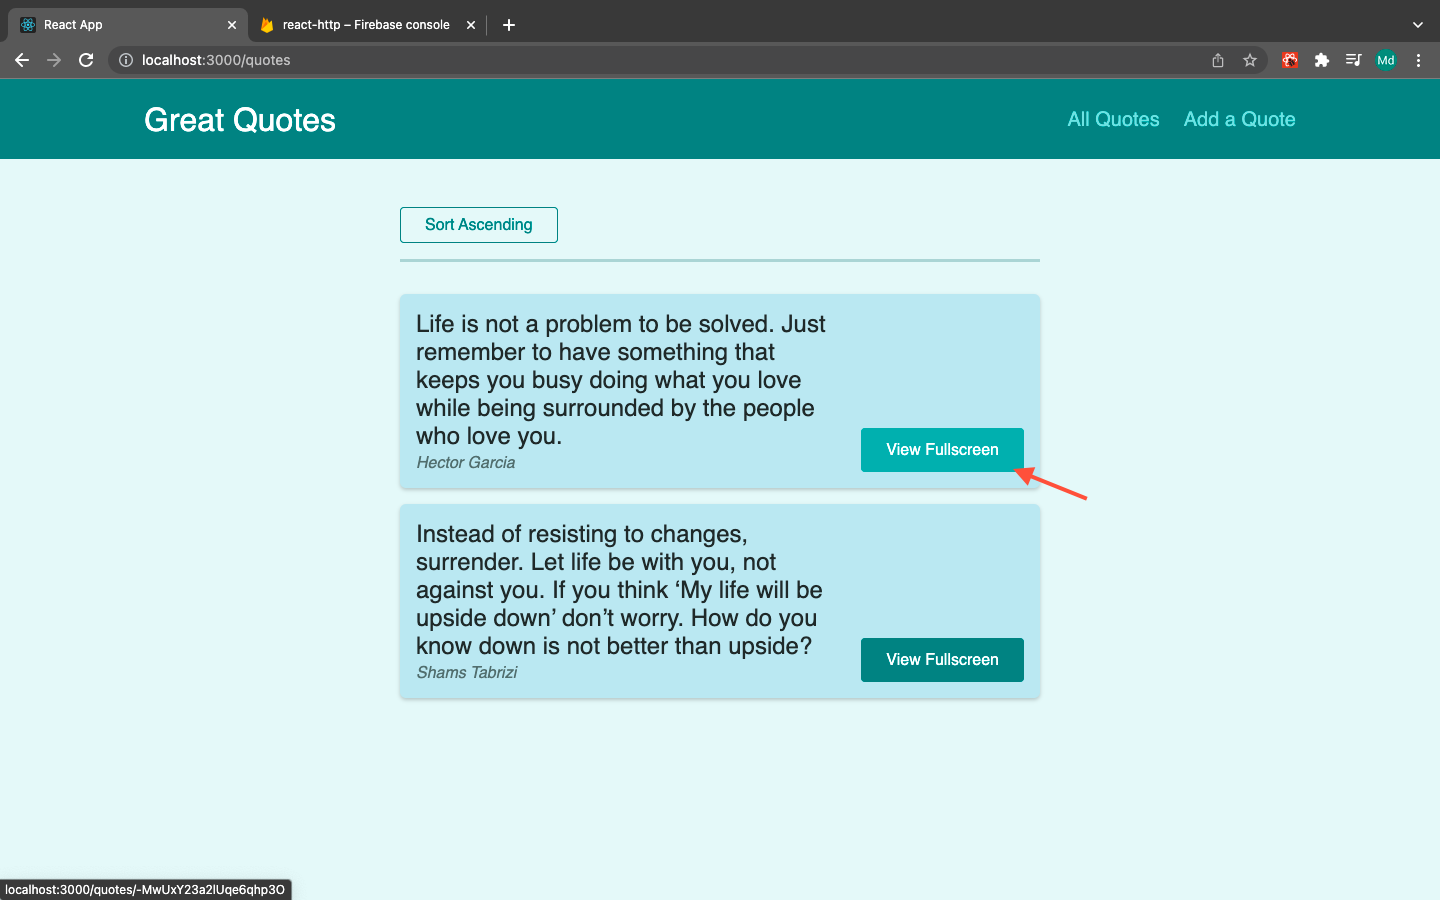 React App
react-http – Firebase console
localhost:3000/quotes
Md
Great Quotes
All Quotes
Add a Quote
Sort Ascending
Life is not a problem to be solved. Just
remember to have something that
keeps you busy doing what you love
while being surrounded by the people
who love you.
Hector Garcia
View Fullscreen
Instead of resisting to changes,
surrender. Let life be with you, not
against you. If you think ‘My life will be
upside down’ don’t worry. How do you
know down is not better than upside?
Shams Tabrizi
View Fullscreen
localhost:3000/quotes/-MwUxY23a2lUqe6qhp3O